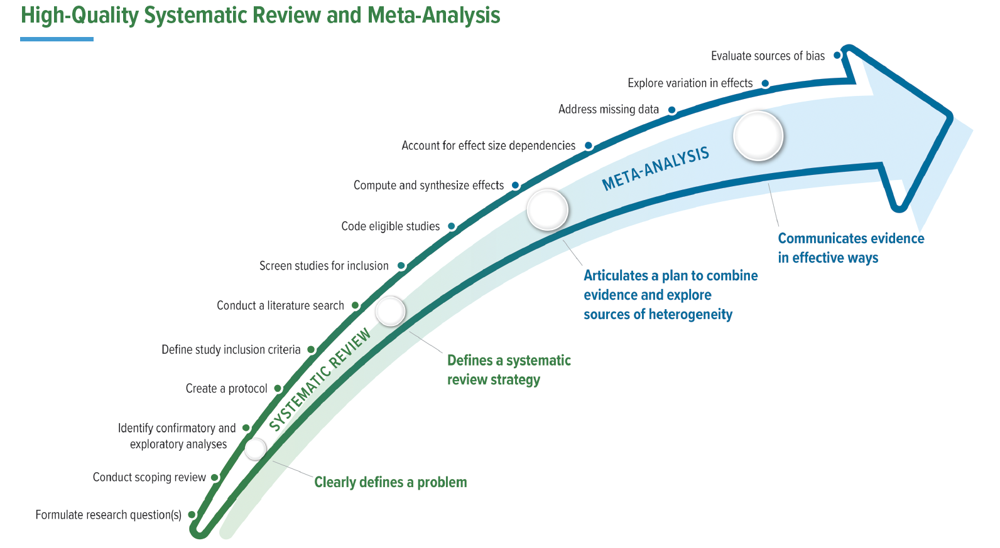 High-Quality Systematic Review and Meta-Analysis
Evaluate sources of bias
Explore variation in effects
Address missing data
Account for effect size dependencies
Compute and synthesize effects
Code eligible studies
Screen studies for inclusion
Conduct a literature search
Define study inclusion criteria
Create a protocol
Identify confirmatory and
exploratory analyses
Conduct scoping review
Formulate research question(s)
SYSTEMATIC REVIEW
META-ANALYSIS
Clearly defines a problem
Defines a systematic
review strategy
Articulates a plan to combine
evidence and explore
sources of heterogeneity
Communicates evidence
in effective ways